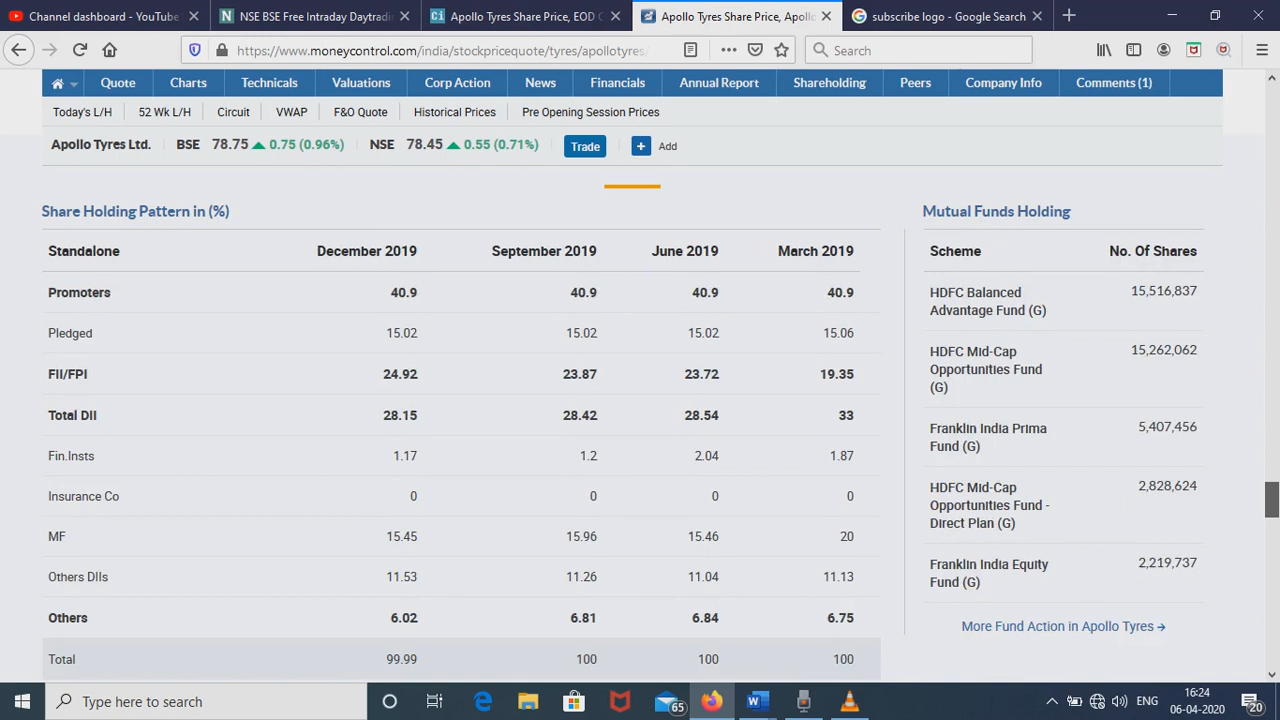 Channel dashboard - YouTube
NSE BSE Free Intraday Daytradi
Apollo Tyres Share Price, EOD C
Apollo Tyres Share Price, Apollo
subscribe logo - Google Search
https://www.moneycontrol.com/india/stockpricequote/tyres/apollotyres/
Search
Quote Charts Technicals Valuations Corp Action News Financials Annual Report Shareholding Peers Company Info Comments (1)
Today's L/H 52 Wk L/H Circuit VWAP F&O Quote Historical Prices Pre Opening Session Prices
Apollo Tyres Ltd. BSE 78.75 0.75 (0.96%) NSE 78.45 0.55 (0.71%) Trade + Add
Share Holding Pattern in (%)
Standalone December 2019 September 2019 June 2019 March 2019
Promoters 40.9 40.9 40.9 40.9
Pledged 15.02 15.02 15.02 15.06
FII/FPI 24.92 23.87 23.72 19.35
Total DII 28.15 28.42 28.54 33
Fin.Insts 1.17 1.2 2.04 1.87
Insurance Co 0 0 0 0
MF 15.45 15.96 15.46 20
Others DIIs 11.53 11.26 11.04 11.13
Others 6.02 6.81 6.84 6.75
Total 99.99 100 100 100
Mutual Funds Holding
Scheme No. Of Shares
HDFC Balanced 15,516,837
Advantage Fund (G)
HDFC Mid-Cap 15,262,062
Opportunities Fund
(G)
Franklin India Prima 5,407,456
Fund (G)
HDFC Mid-Cap 2,828,624
Opportunities Fund -
Direct Plan (G)
Franklin India Equity 2,219,737
Fund (G)
More Fund Action in Apollo Tyres →
Type here to search
65
ENG
16:24
06-04-2020
20